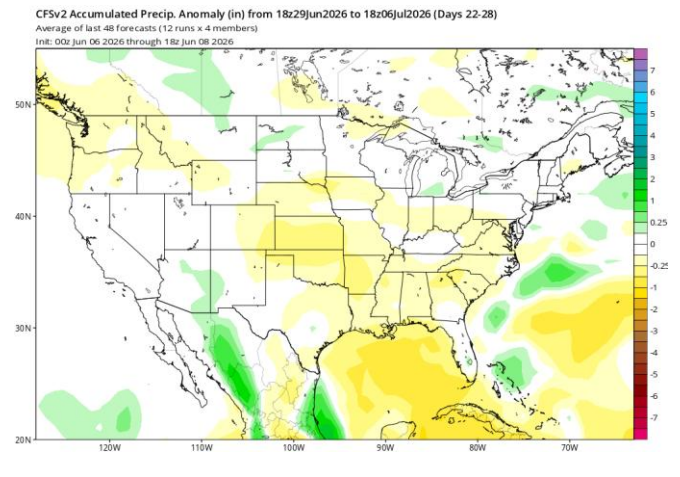 CFSv2 Accumulated Precip. Anomaly (in) from 18z29Jun2026 to 18z06Jul2026 (Days 22-28)
Average of last 48 forecasts (12 runs x 4 members)
Init: 00z Jun 06 2026 through 18z Jun 08 2026
50N
40N
30N
20N
120W
110W
100W
90W
80W
70W
6
5
4
3
2
1
0.25
0
-0.25
-1
-2
-3
-4
-5
-6
-7